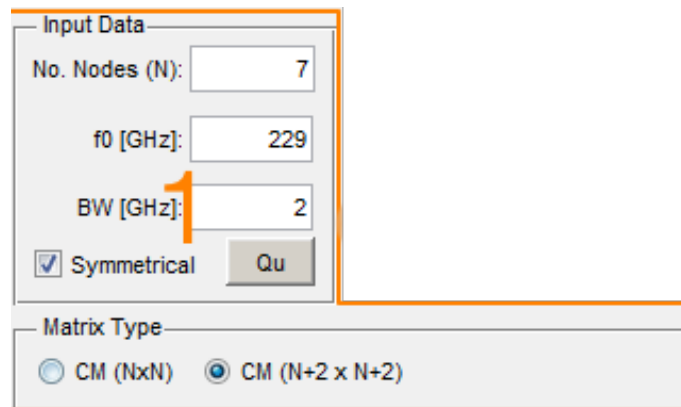 Input Data
No. Nodes (N): 7
f0 [GHz]: 229
1
BW [GHz]: 2
Symmetrical Qu
Matrix Type
CM (NxN) CM (N+2 x N+2)